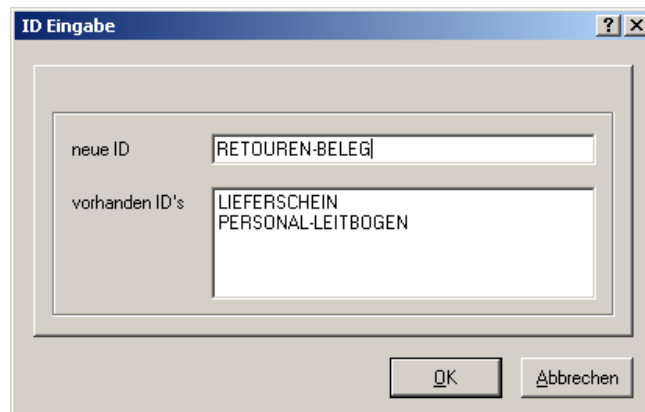 ID Eingabe
neue ID
RETOUREN-BELEG
vorhanden ID's
LIEFERSCHEIN
PERSONAL-LEITBOGEN
OK
Abbrechen